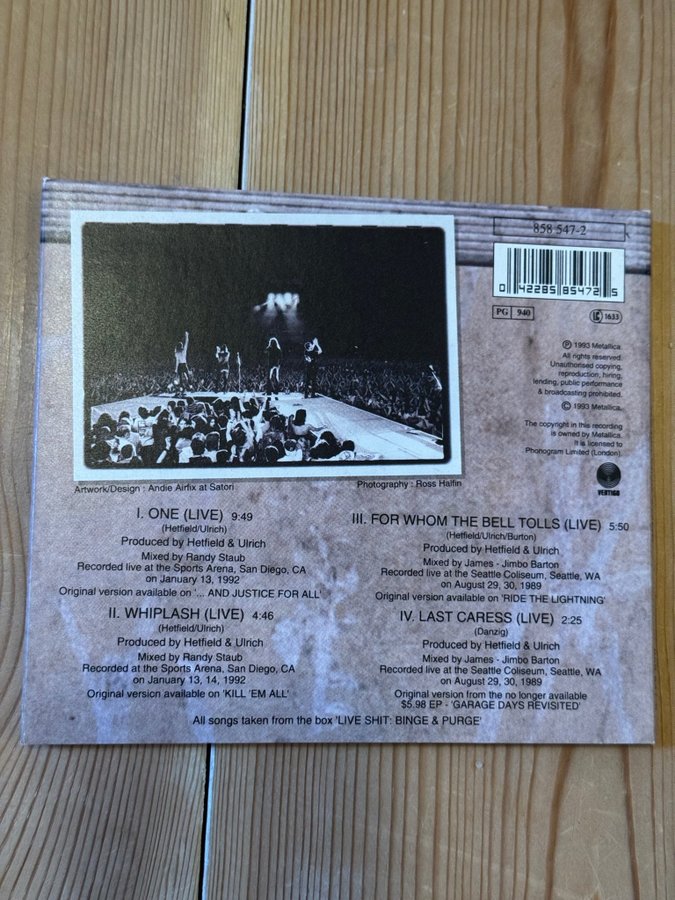 858 547-2
0 42285 85472 5
PG 940
LC 1633
℗ 1993 Metallica.
All rights reserved.
Unauthorised copying,
reproduction, hiring,
lending, public performance
& broadcasting prohibited.
© 1993 Metallica.
The copyright in this recording
is owned by Metallica.
It is licensed to
Phonogram Limited (London).
VERTIGO
Artwork/Design : Andie Airfix at Satori
Photography : Ross Halfin
I. ONE (LIVE) 9:49
(Hetfield/Ulrich)
Produced by Hetfield & Ulrich
Mixed by Randy Staub
Recorded live at the Sports Arena, San Diego, CA
on January 13, 1992
Original version available on '... AND JUSTICE FOR ALL'
II. WHIPLASH (LIVE) 4:46
(Hetfield/Ulrich)
Produced by Hetfield & Ulrich
Mixed by Randy Staub
Recorded live at the Sports Arena, San Diego, CA
on January 13, 14, 1992
Original version available on 'KILL 'EM ALL'
III. FOR WHOM THE BELL TOLLS (LIVE) 5:50
(Hetfield/Ulrich/Burton)
Produced by Hetfield & Ulrich
Mixed by James - Jimbo Barton
Recorded live at the Seattle Coliseum, Seattle, WA
on August 29, 30, 1989
Original version available on 'RIDE THE LIGHTNING'
IV. LAST CARESS (LIVE) 2:25
(Danzig)
Produced by Hetfield & Ulrich
Mixed by James - Jimbo Barton
Recorded live at the Seattle Coliseum, Seattle, WA
on August 29, 30, 1989
Original version from the no longer available
$5.98 EP - 'GARAGE DAYS REVISITED'
All songs taken from the box 'LIVE SHIT: BINGE & PURGE'